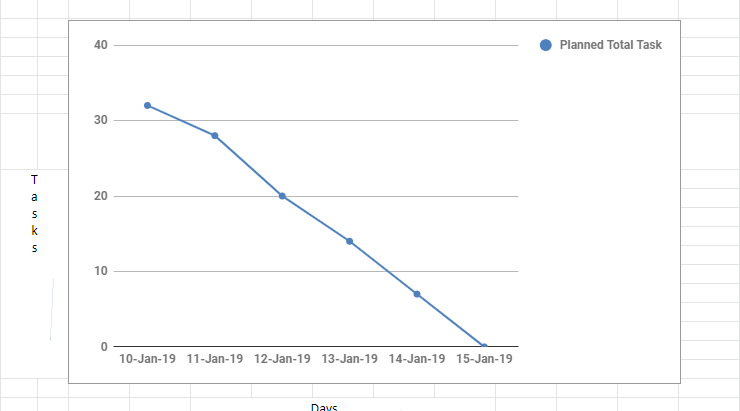 40
Planned Total Task
30
T
a
s
k
s
20
10
0
10-Jan-19 11-Jan-19 12-Jan-19 13-Jan-19 14-Jan-19 15-Jan-19
Days